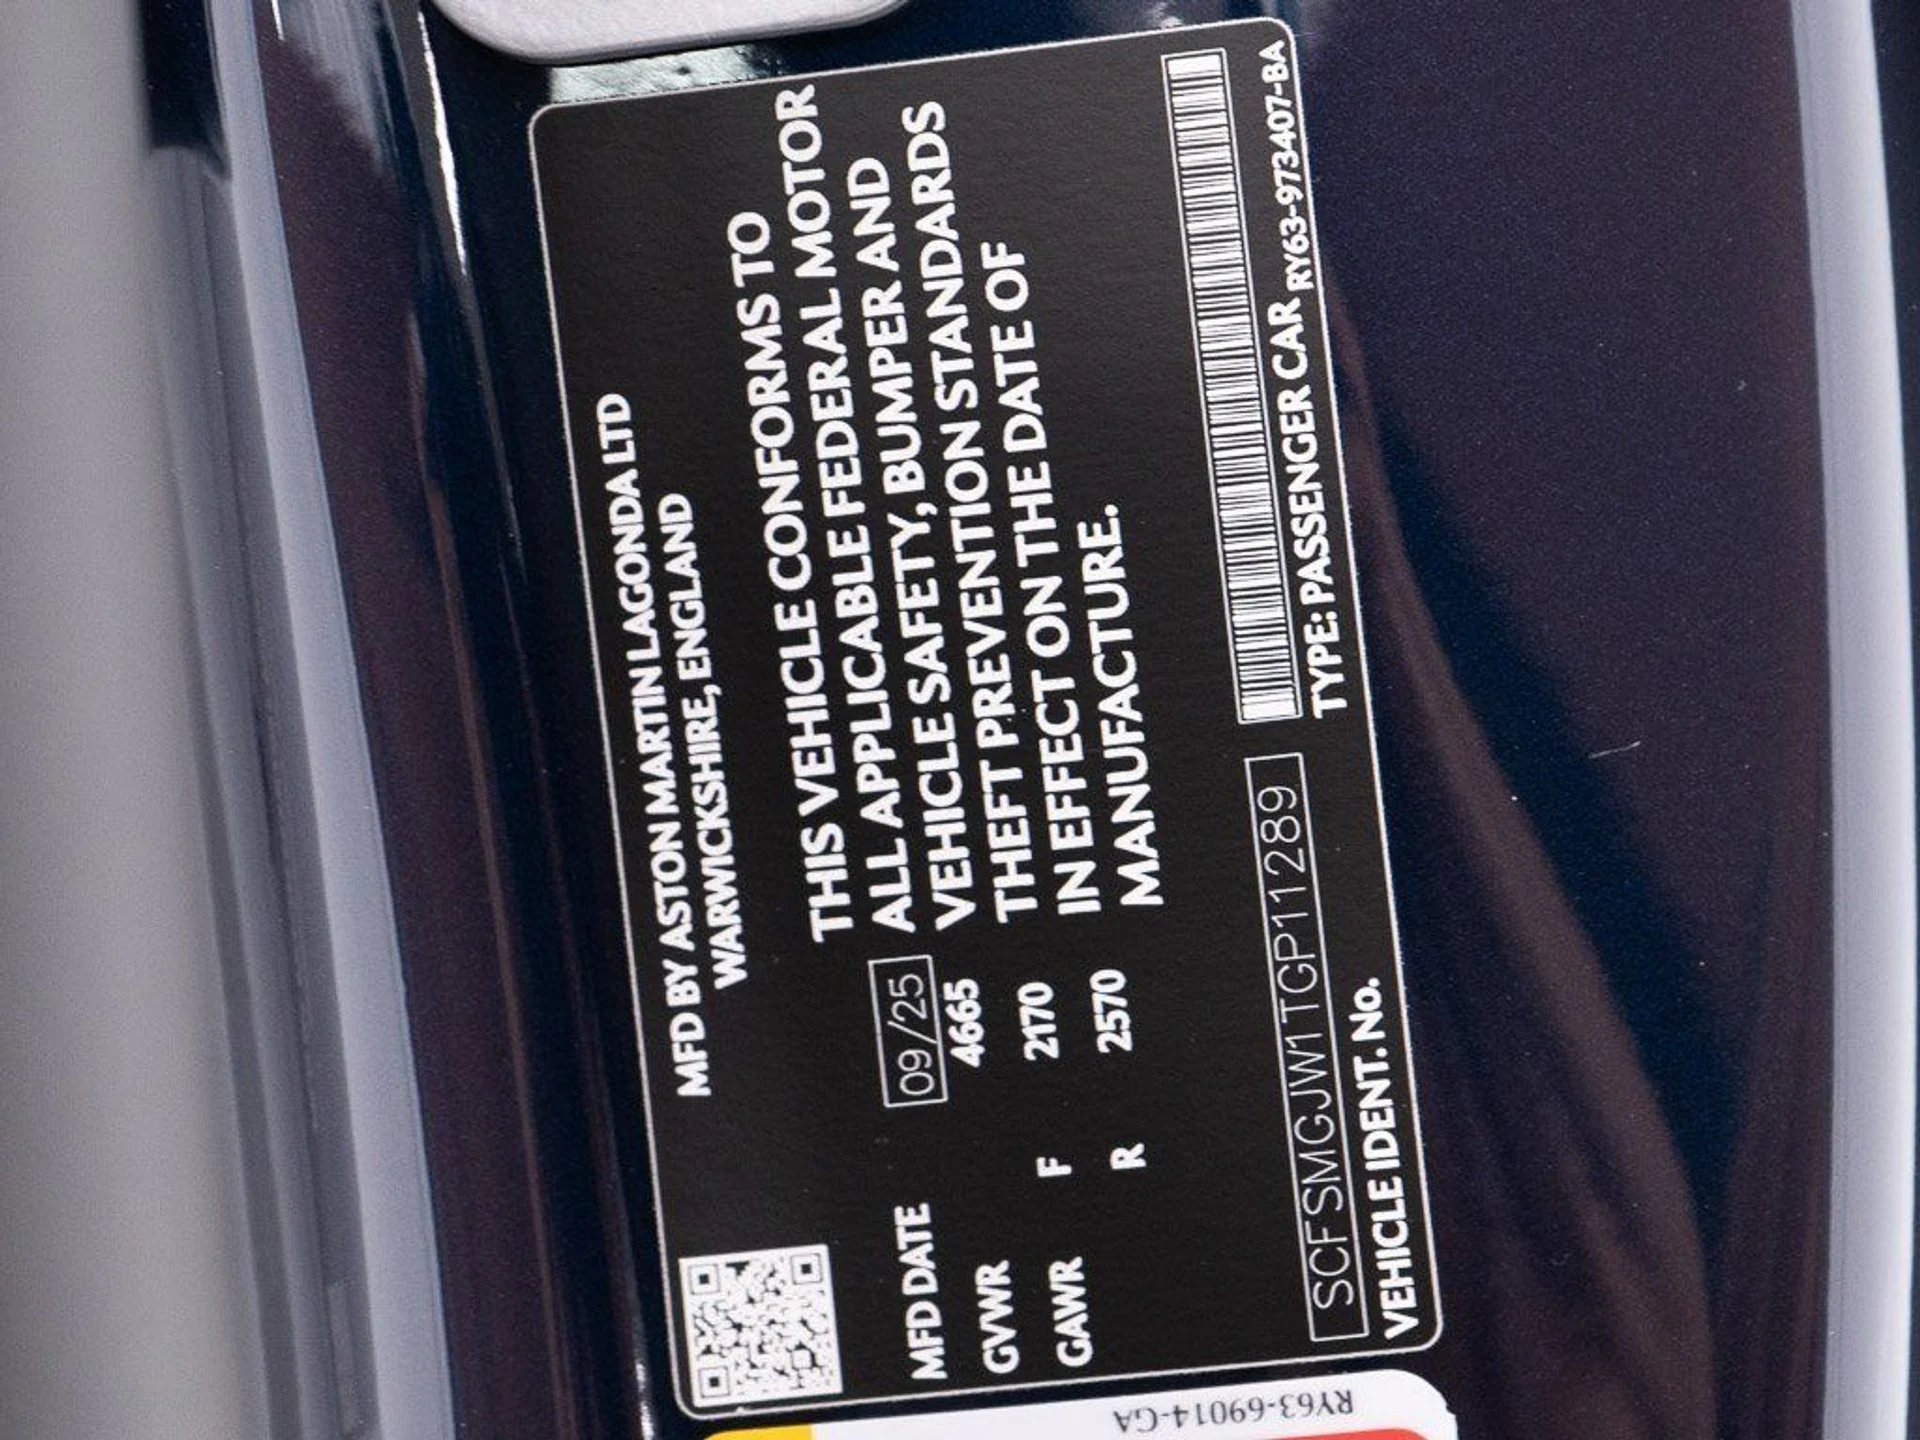 MFD BY ASTON MARTIN LAGONDA LTD
WARWICKSHIRE, ENGLAND
MFD DATE 09/25
GVWR 4665
GAWR F 2170
R 2570
THIS VEHICLE CONFORMS TO
ALL APPLICABLE FEDERAL MOTOR
VEHICLE SAFETY, BUMPER AND
THEFT PREVENTION STANDARDS
IN EFFECT ON THE DATE OF
MANUFACTURE.
SCFSMGJW1TGP11289
VEHICLE IDENT. No.
TYPE: PASSENGER CAR
RY63-973407-BA
RY63-69014-GA